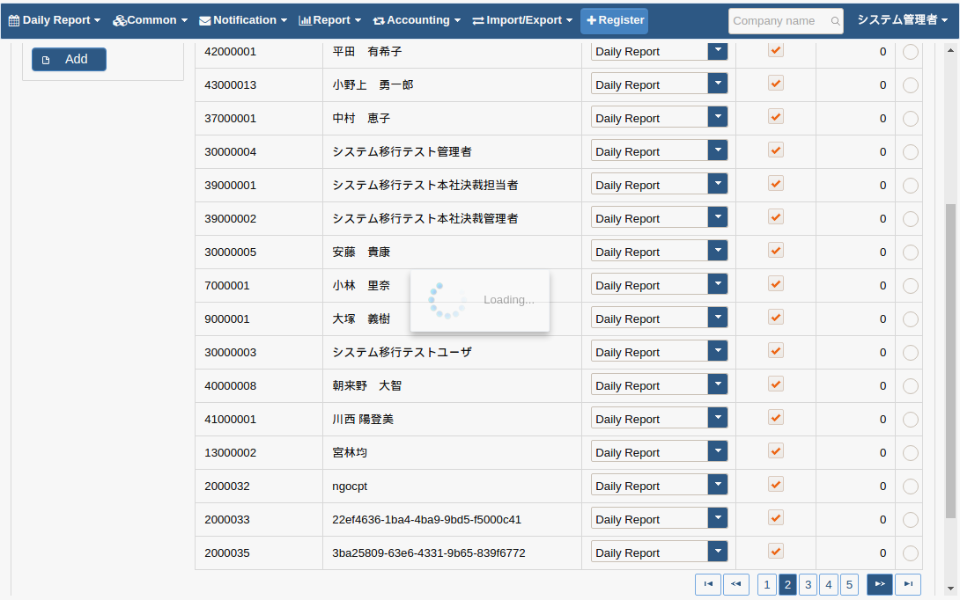 Daily Report Common Notification Report Accounting Import/Export Register Company name システム管理者
Add
42000001 平田　有希子 Daily Report 0
43000013 小野上　勇一郎 Daily Report 0
37000001 中村　恵子 Daily Report 0
30000004 システム移行テスト管理者 Daily Report 0
39000001 システム移行テスト本社決裁担当者 Daily Report 0
39000002 システム移行テスト本社決裁管理者 Daily Report 0
30000005 安藤　貴康 Daily Report 0
7000001 小林　里奈 Daily Report 0
Loading...
9000001 大塚　義樹 Daily Report 0
30000003 システム移行テストユーザ Daily Report 0
40000008 朝来野　大智 Daily Report 0
41000001 川西 陽登美 Daily Report 0
13000002 宮林均 Daily Report 0
2000032 ngocpt Daily Report 0
2000033 22ef4636-1ba4-4ba9-9bd5-f5000c41 Daily Report 0
2000035 3ba25809-63e6-4331-9b65-839f6772 Daily Report 0
1 2 3 4 5